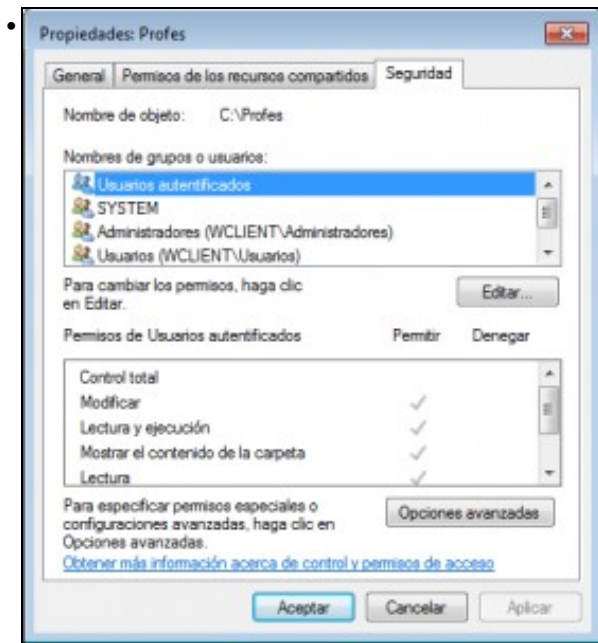 Propiedades: Profes
General Permisos de los recursos compartidos Seguridad
Nombre de objeto: C:\Profes
Nombres de grupos o usuarios:
Usuarios autentificados
SYSTEM
Administradores (WCLIENT\Administradores)
Usuarios (WCLIENT\Usuarios)
Para cambiar los permisos, haga clic
en Editar.
Editar...
Permisos de Usuarios autentificados Permitir Denegar
Control total
Modificar
Lectura y ejecución
Mostrar el contenido de la carpeta
Lectura
Para especificar permisos especiales o
configuraciones avanzadas, haga clic en
Opciones avanzadas.
Opciones avanzadas
Obtener más información acerca de control y permisos de acceso
Aceptar Cancelar Aplicar